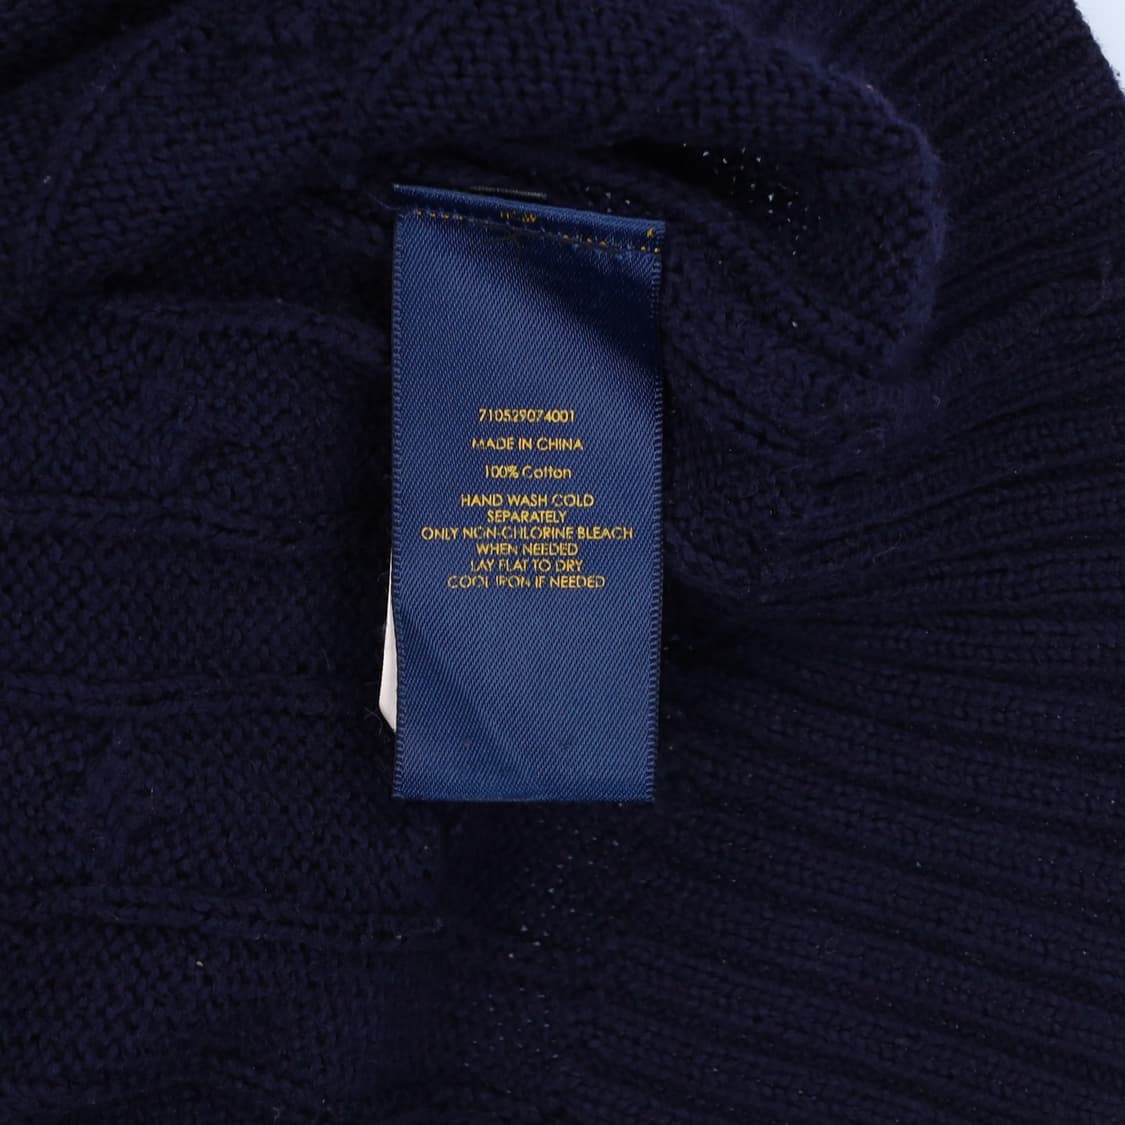 710529074001
MADE IN CHINA
100% Cotton
HAND WASH COLD
SEPARATELY
ONLY NON-CHLORINE BLEACH
WHEN NEEDED
LAY FLAT TO DRY
COOL IRON IF NEEDED